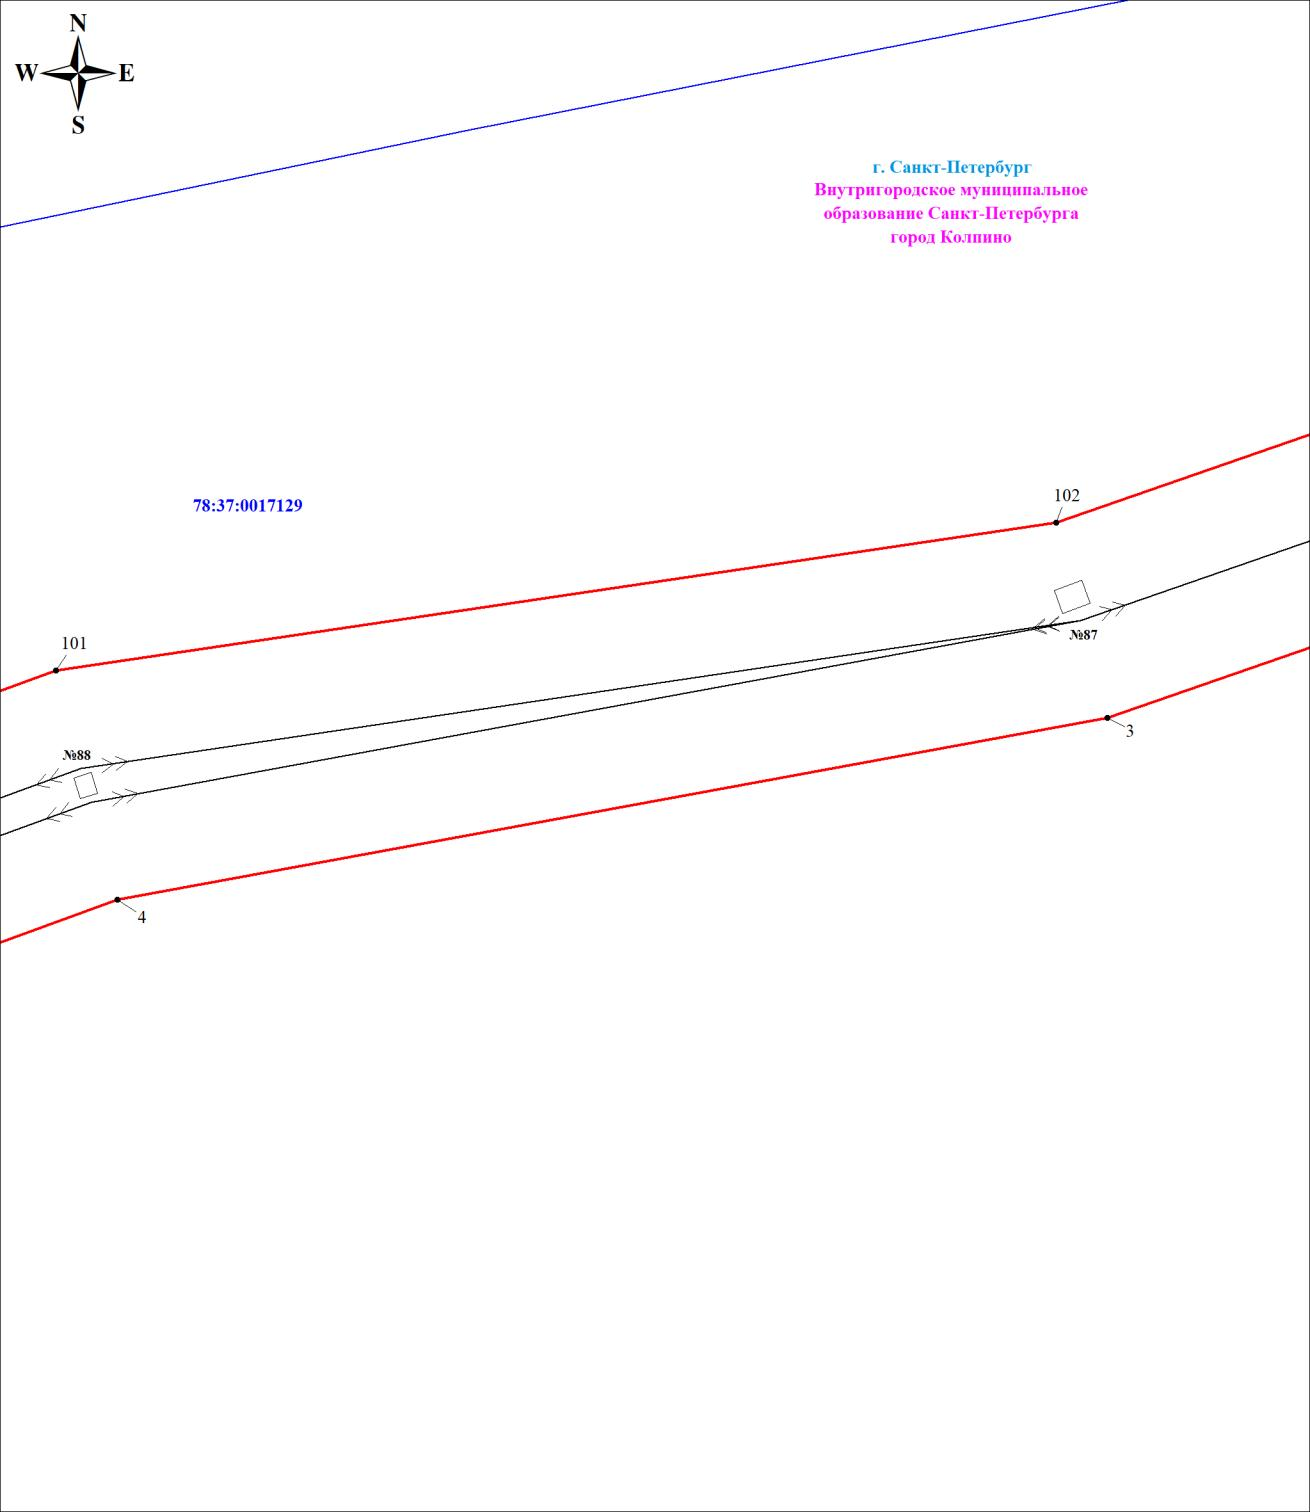 N
W E
S
г. Санкт-Петербург
Внутригородское муниципальное
образование Санкт-Петербурга
город Колпино
102
78:37:0017129
№87
101
3
№88
4